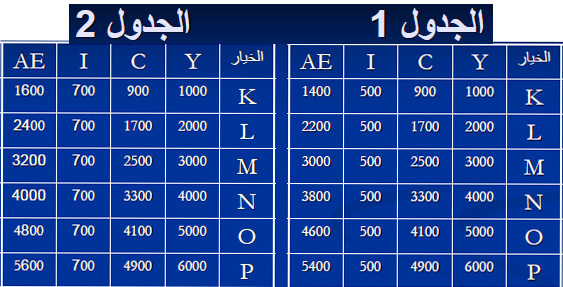 الجدول 1
الخيار Y C I AE
K 1000 900 500 1400
L 2000 1700 500 2200
M 3000 2500 500 3000
N 4000 3300 500 3800
O 5000 4100 500 4600
P 6000 4900 500 5400
الجدول 2
الخيار Y C I AE
K 1000 900 700 1600
L 2000 1700 700 2400
M 3000 2500 700 3200
N 4000 3300 700 4000
O 5000 4100 700 4800
P 6000 4900 700 5600